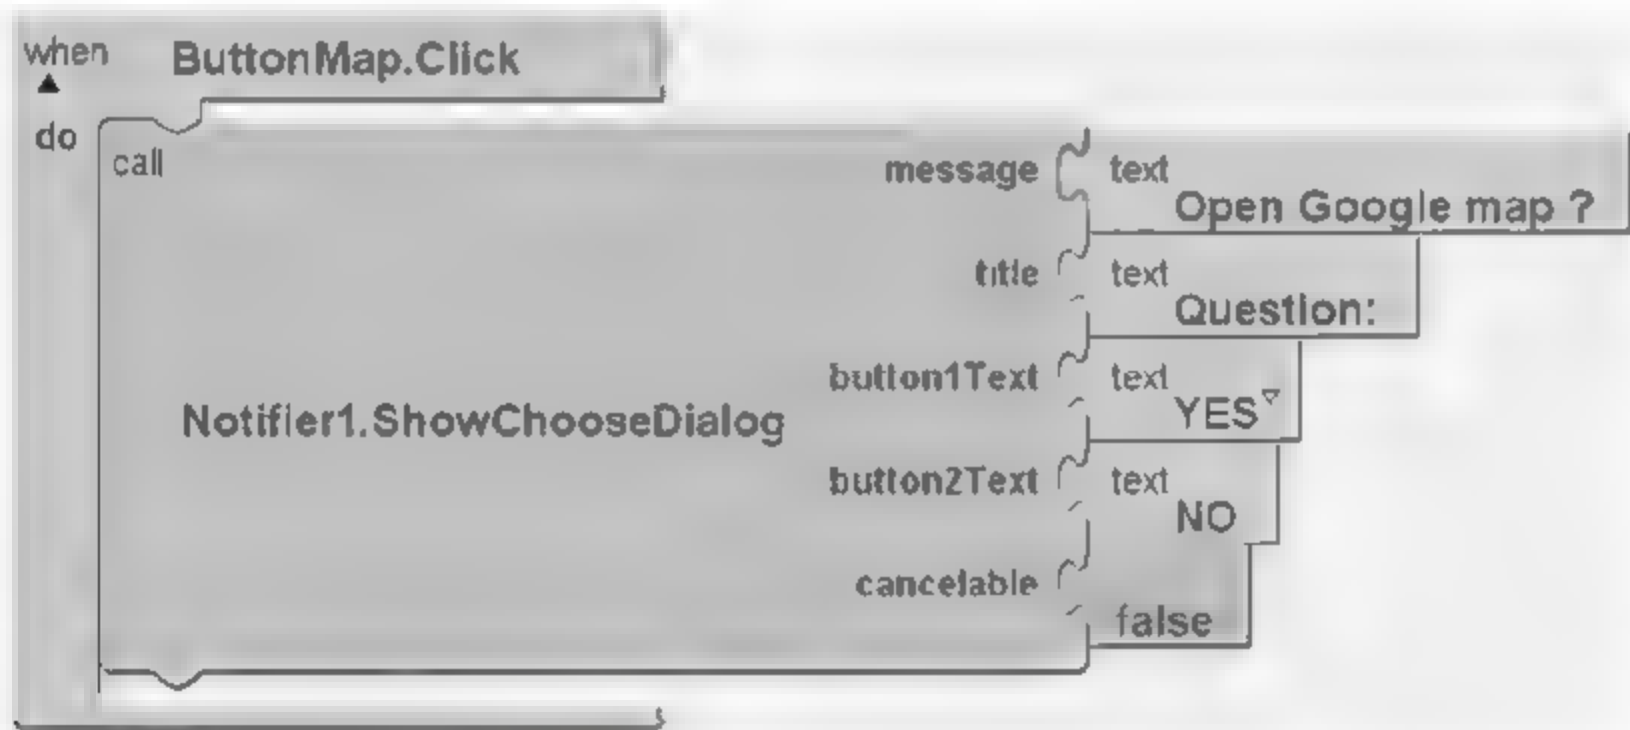 when ButtonMap.Click
do
call
message text
Open Google map ?
title text
Question:
button1Text text
YES
Notifier1.ShowChooseDialog
button2Text text
NO
cancelable
false